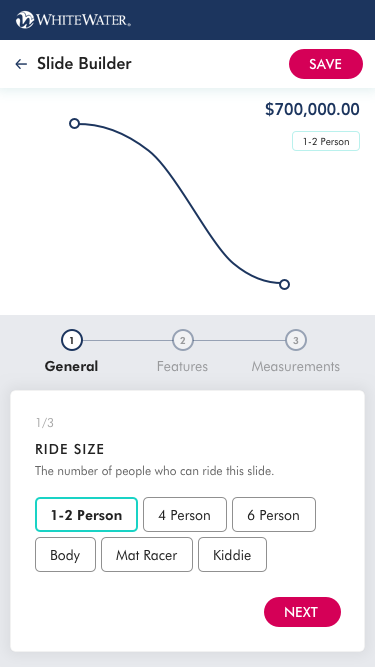 WHITEWATER®
← Slide Builder SAVE
$700,000.00
1-2 Person
1 2 3
General Features Measurements
1/3
RIDE SIZE
The number of people who can ride this slide.
1-2 Person 4 Person 6 Person
Body Mat Racer Kiddie
NEXT